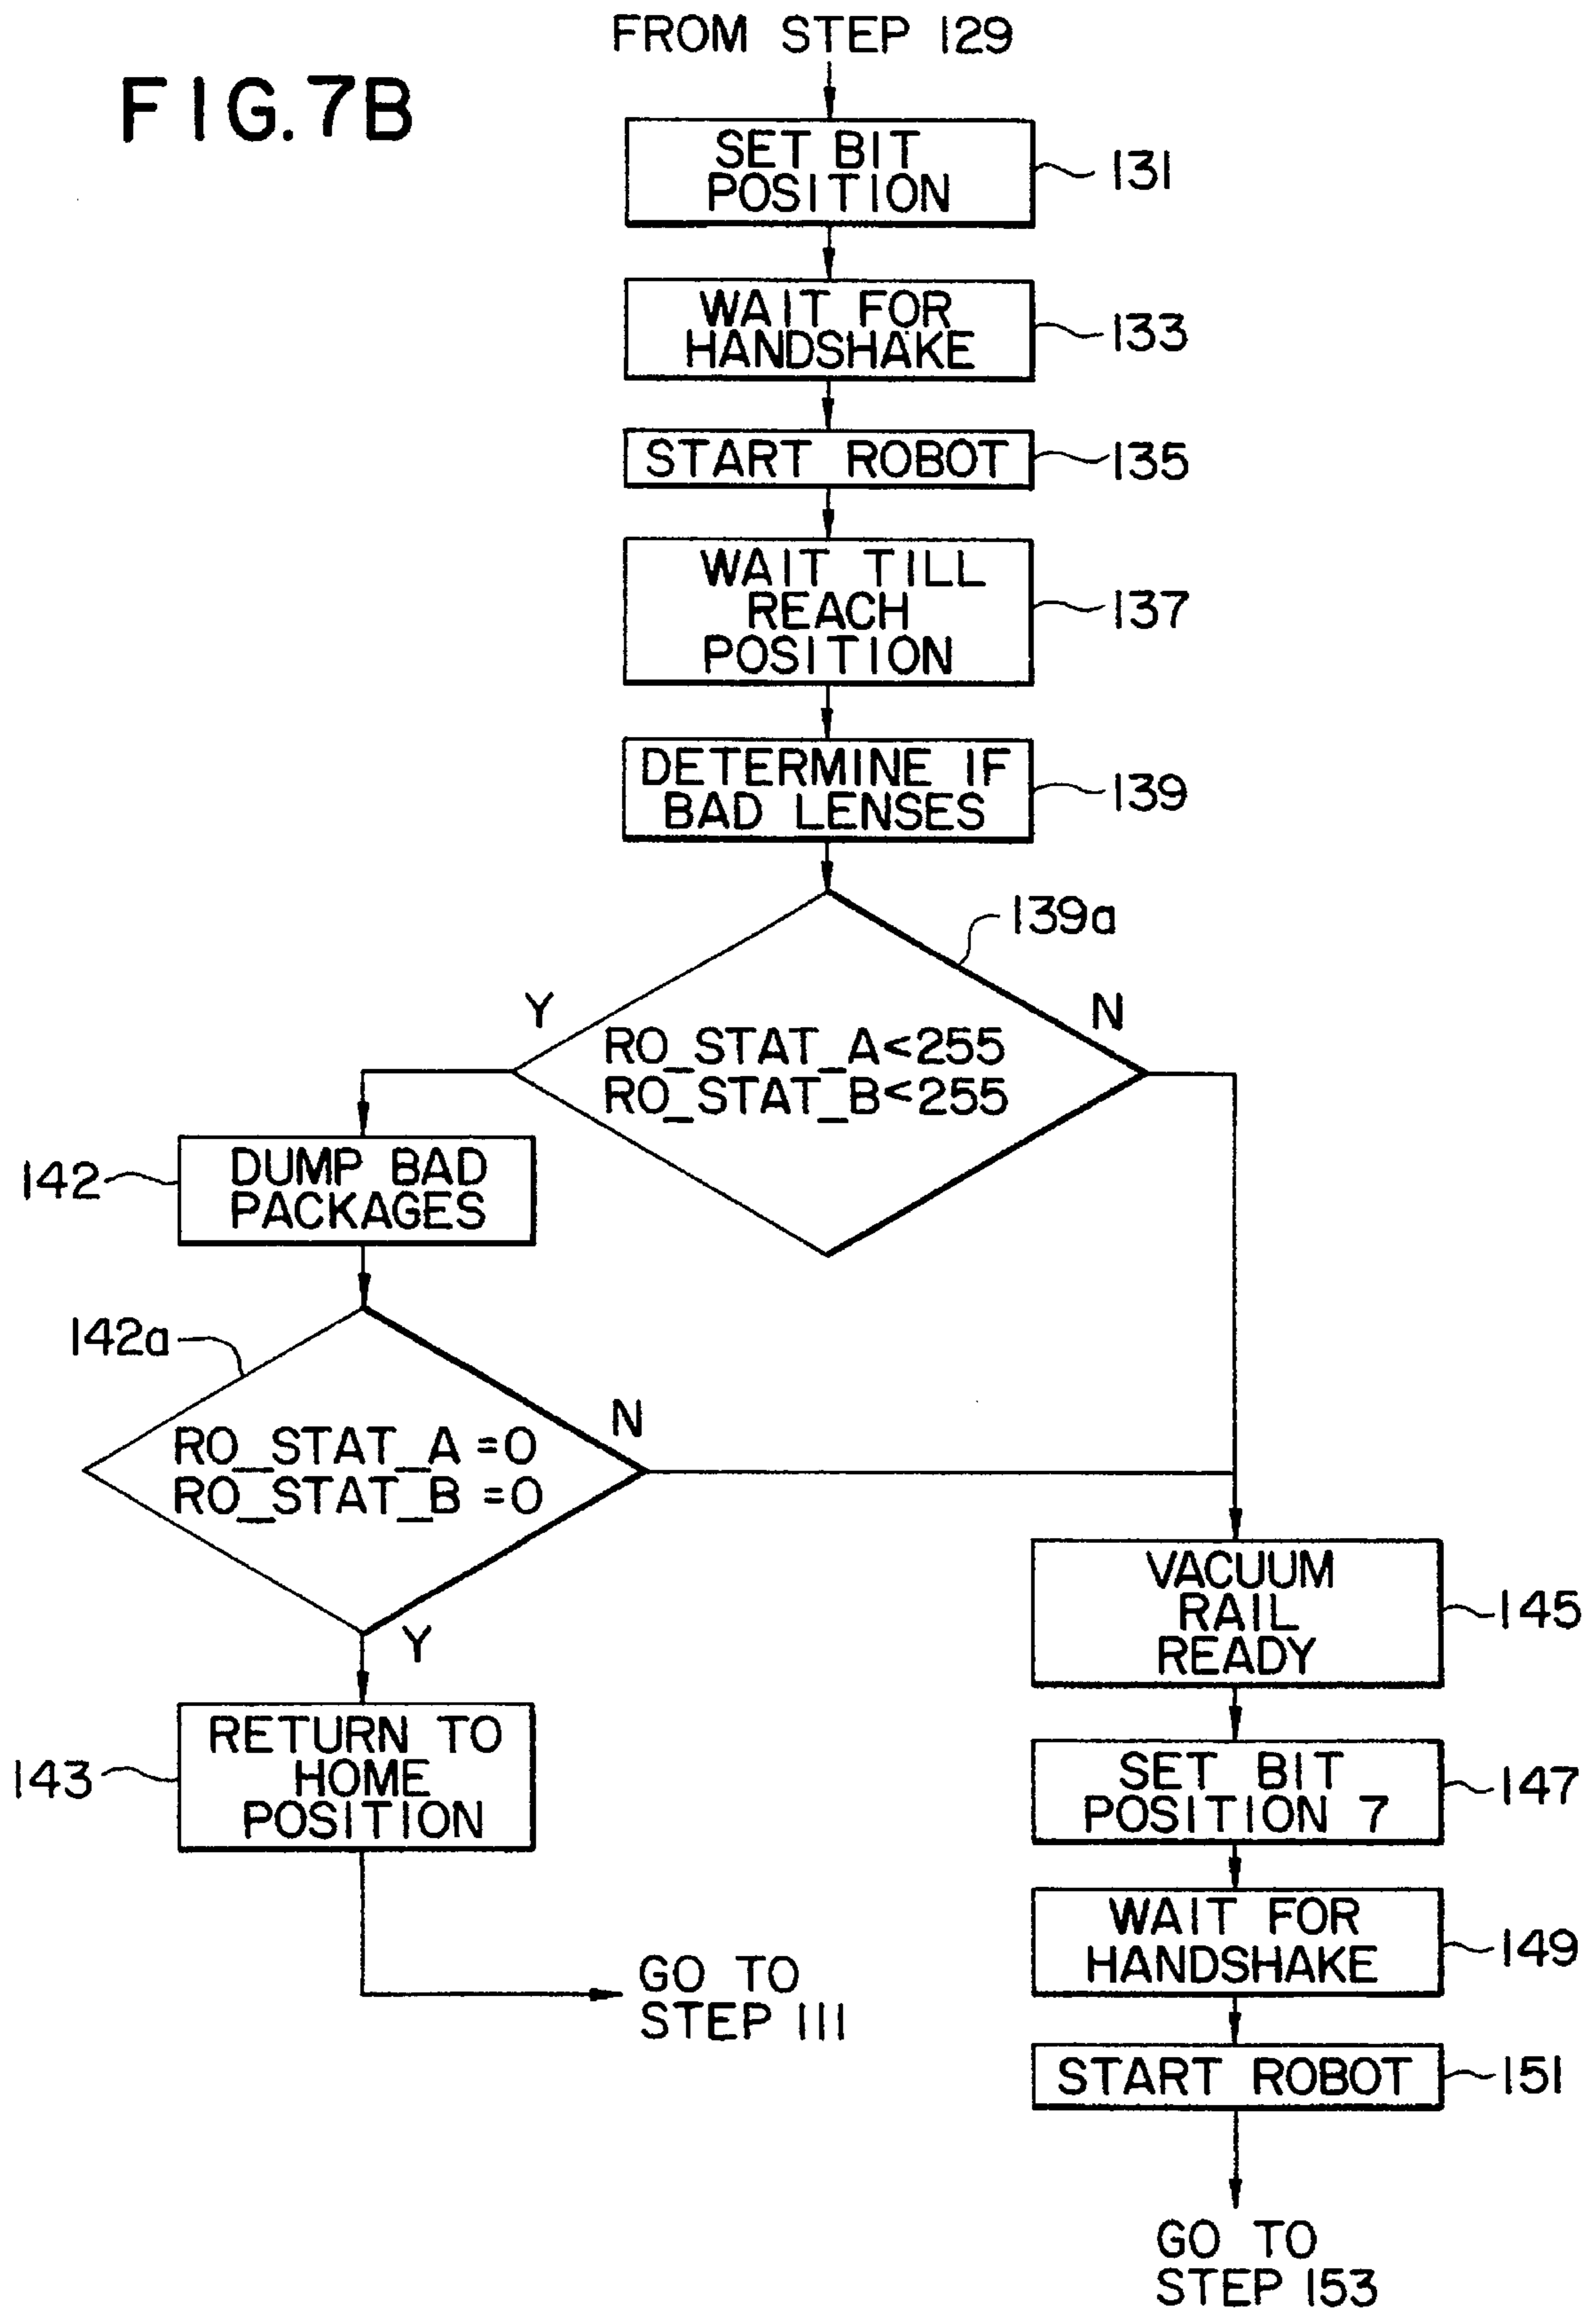 FROM STEP 129
FIG. 7B
SET BIT
POSITION
131
WAIT FOR
HANDSHAKE
133
START ROBOT
135
WAIT TILL
REACH
POSITION
137
DETERMINE IF
BAD LENSES
139
139a
Y
N
RO_STAT_A<255
RO_STAT_B<255
142
DUMP BAD
PACKAGES
142a
N
RO_STAT_A =0
RO_STAT_B =0
Y
143
RETURN TO
HOME
POSITION
GO TO
STEP 111
VACUUM
RAIL
READY
145
SET BIT
POSITION 7
147
WAIT FOR
HANDSHAKE
149
START ROBOT
151
GO TO
STEP 153